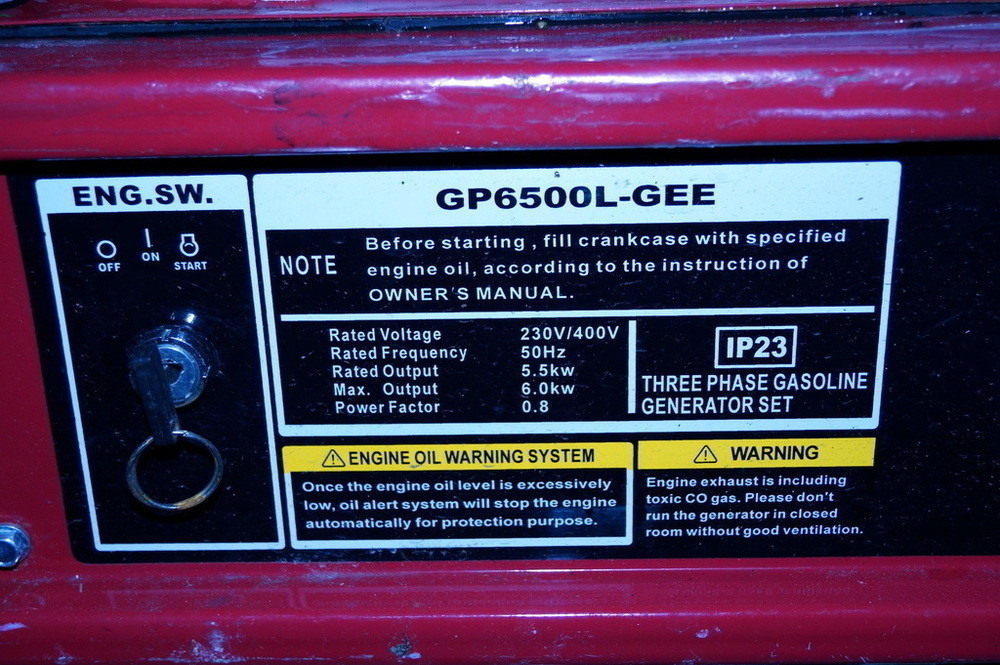 ENG.SW.
OFF
ON
START
GP6500L-GEE
NOTE
Before starting , fill crankcase with specified
engine oil, according to the instruction of
OWNER'S MANUAL.
Rated Voltage 230V/400V
Rated Frequency 50Hz
Rated Output 5.5kw
Max. Output 6.0kw
Power Factor 0.8
IP23
THREE PHASE GASOLINE
GENERATOR SET
ENGINE OIL WARNING SYSTEM
Once the engine oil level is excessively
low, oil alert system will stop the engine
automatically for protection purpose.
WARNING
Engine exhaust is including
toxic CO gas. Please don't
run the generator in closed
room without good ventilation.